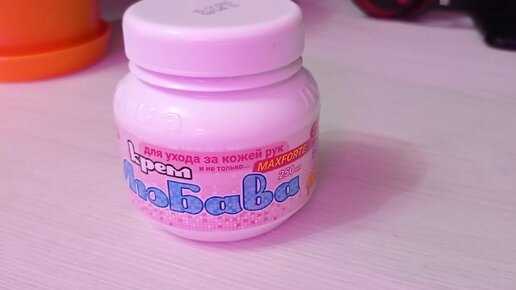 для ухода за кожей рук
и не только...
крем
MAXFORTE
Любава
250 мл